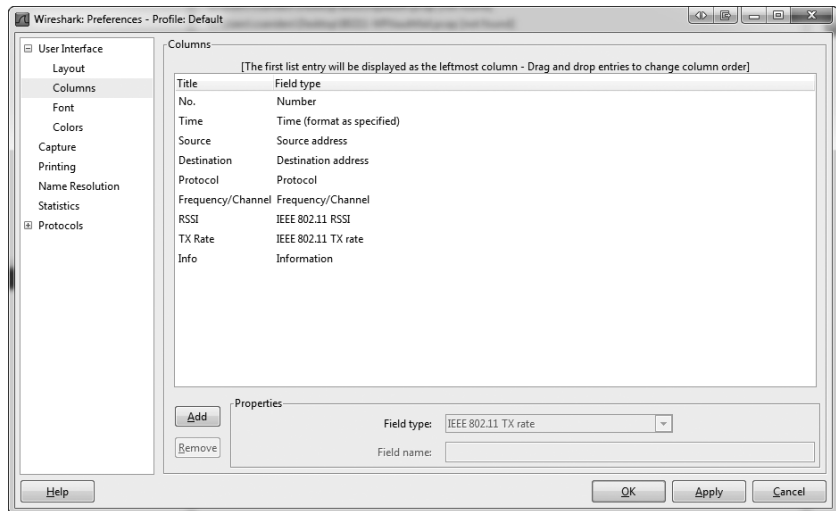 Wireshark: Preferences - Profile: Default
User Interface
Layout
Columns
Font
Colors
Capture
Printing
Name Resolution
Statistics
Protocols
Columns
[The first list entry will be displayed as the leftmost column - Drag and drop entries to change column order]
Title Field type
No. Number
Time Time (format as specified)
Source Source address
Destination Destination address
Protocol Protocol
Frequency/Channel Frequency/Channel
RSSI IEEE 802.11 RSSI
TX Rate IEEE 802.11 TX rate
Info Information
Add
Remove
Properties
Field type: IEEE 802.11 TX rate
Field name:
Help
OK
Apply
Cancel